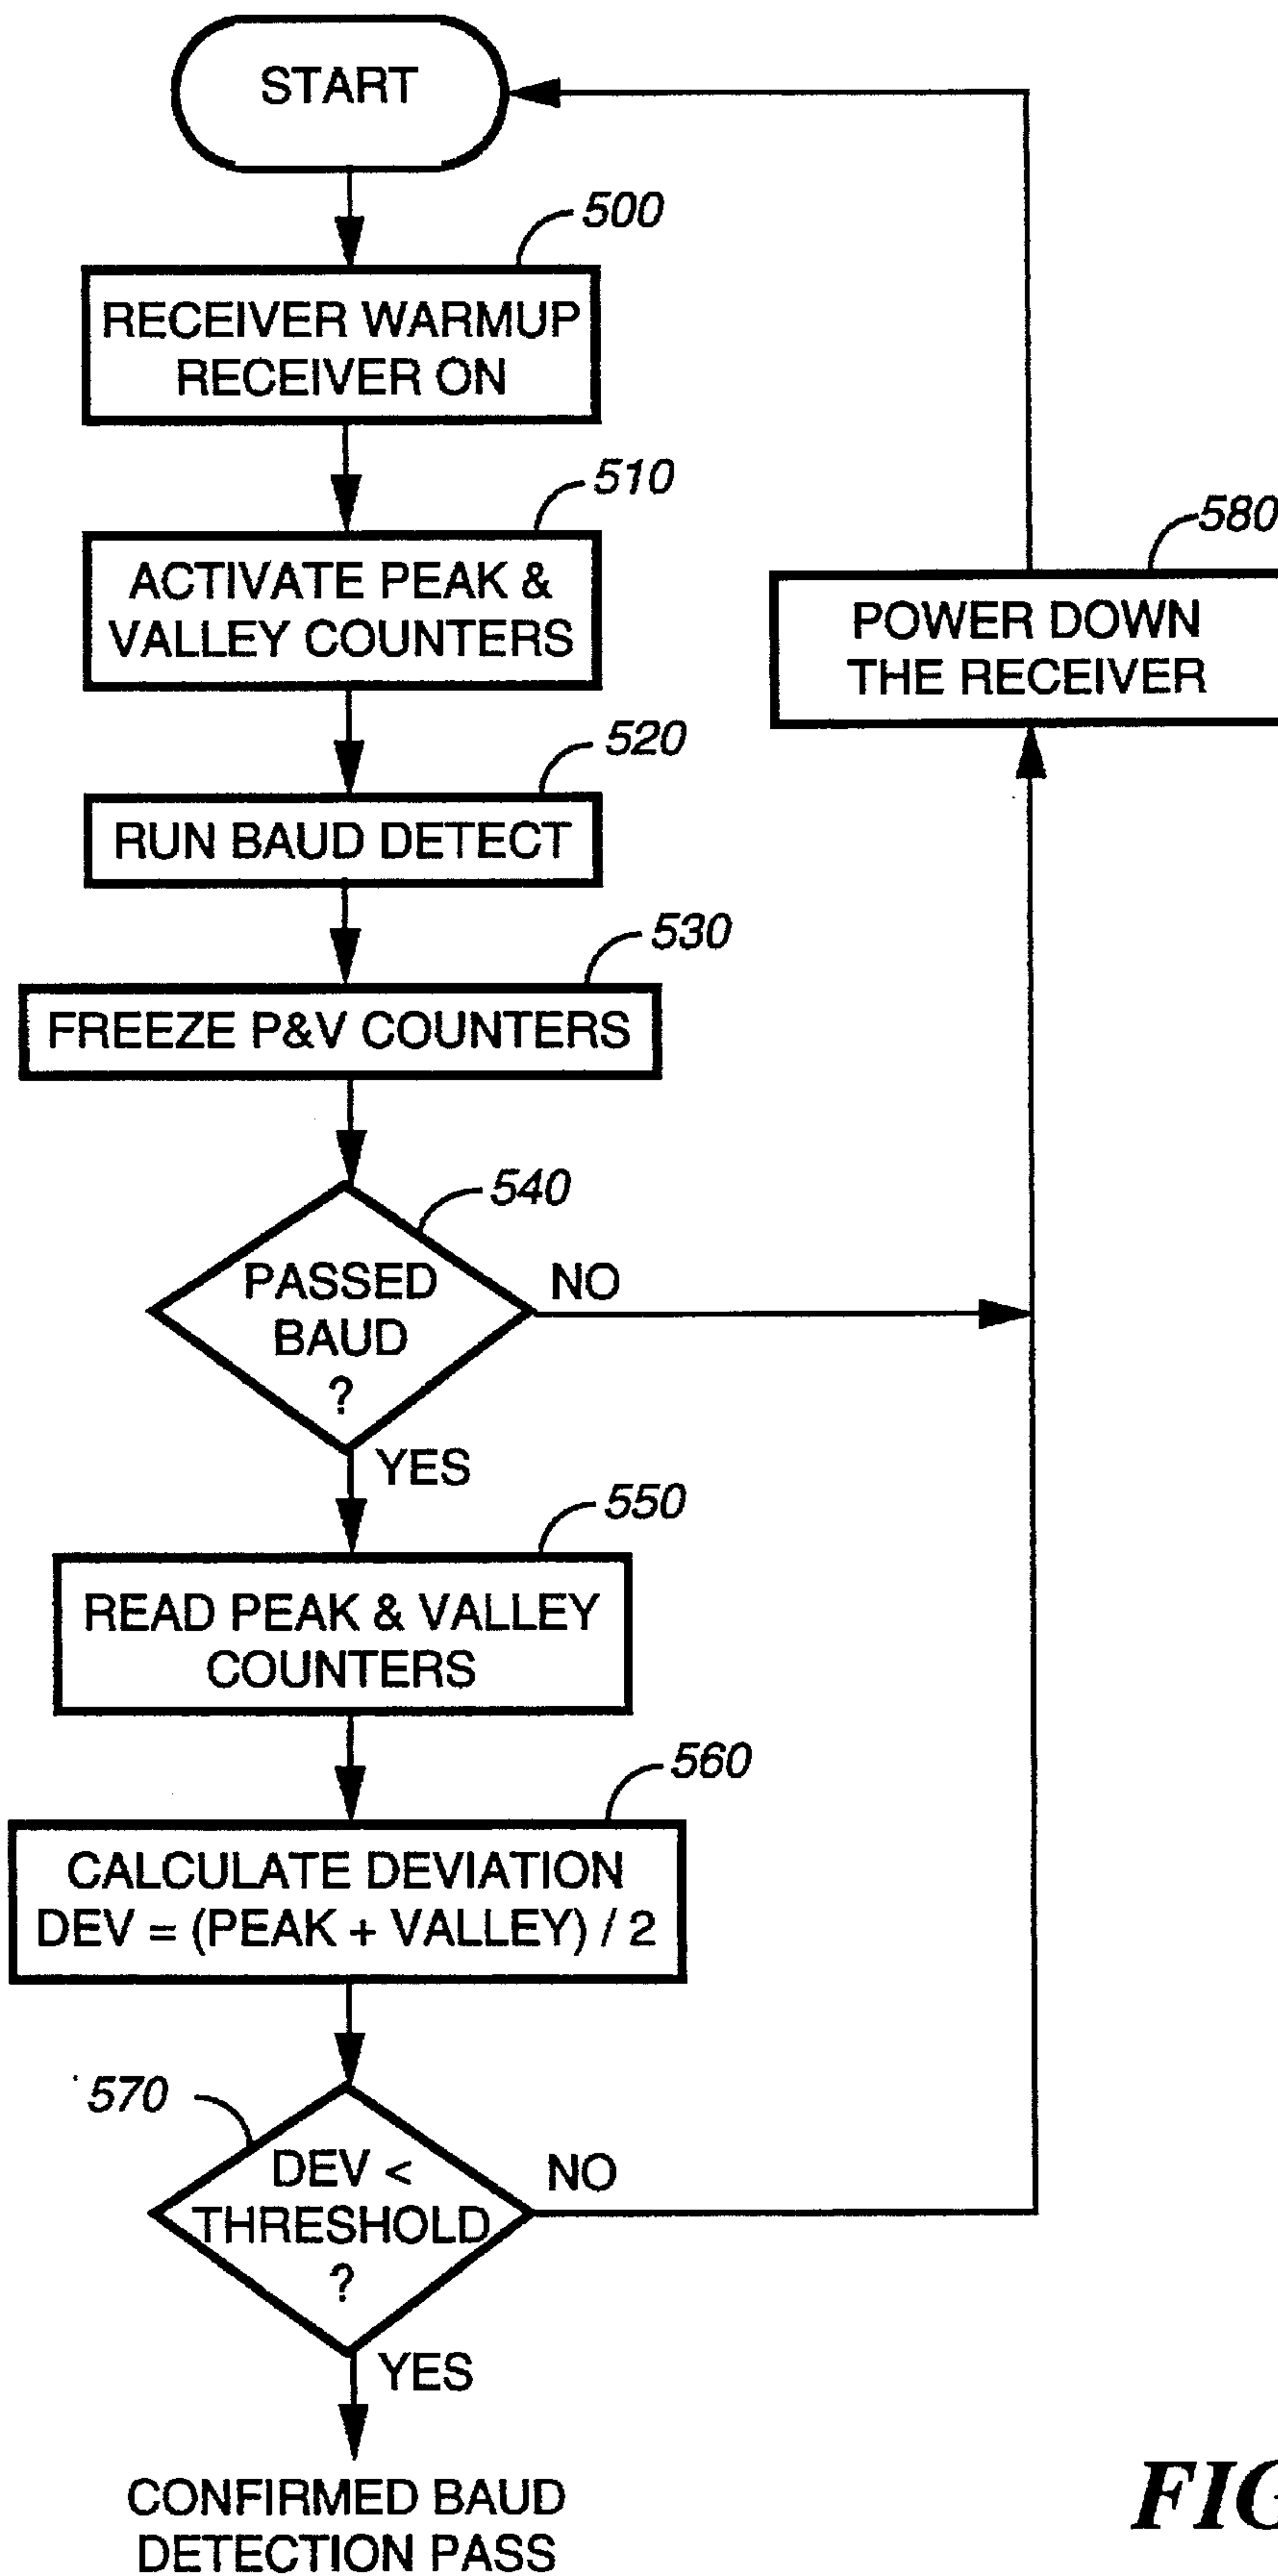 START
500
RECEIVER WARMUP
RECEIVER ON
510
ACTIVATE PEAK &
VALLEY COUNTERS
580
POWER DOWN
THE RECEIVER
520
RUN BAUD DETECT
530
FREEZE P&V COUNTERS
540
PASSED
BAUD
?
NO
YES
550
READ PEAK & VALLEY
COUNTERS
560
CALCULATE DEVIATION
DEV = (PEAK + VALLEY) / 2
570
DEV <
THRESHOLD
?
NO
YES
CONFIRMED BAUD
DETECTION PASS
FIG